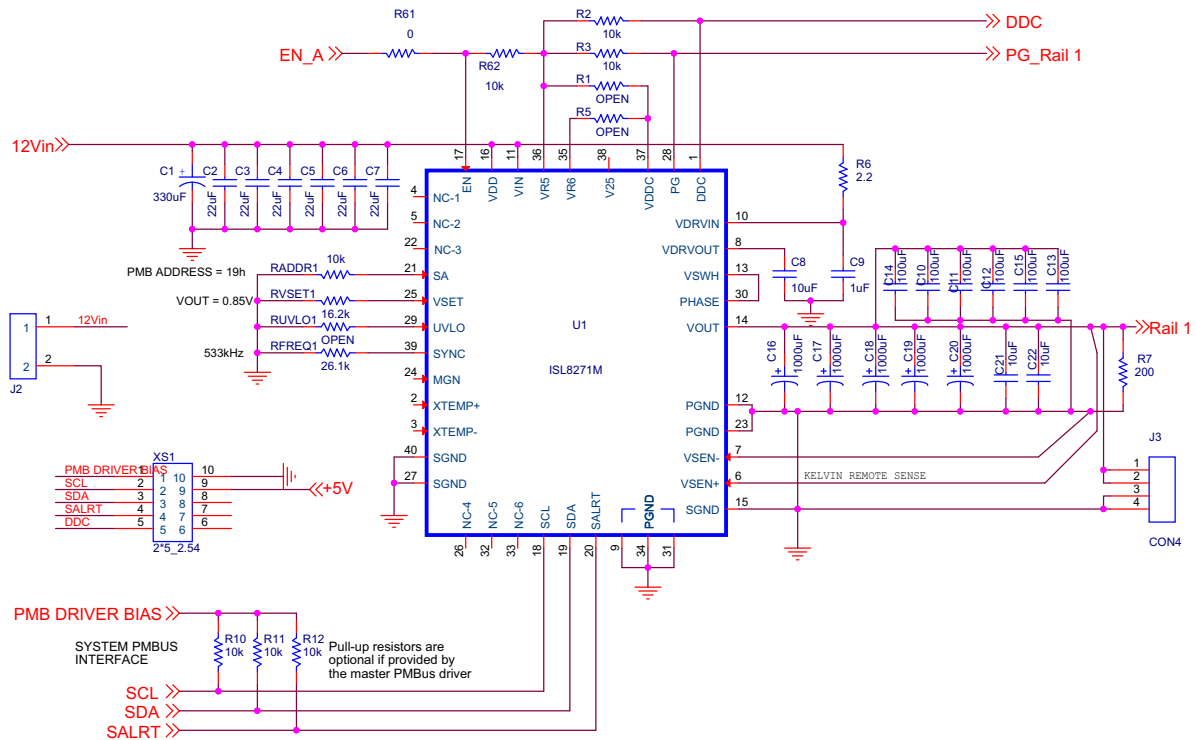 R61
0
EN_A
R62
10k
R2
10k
R3
10k
R1
OPEN
R5
OPEN
DDC
PG_Rail 1
12Vin
C1
+
330uF
C2
22uF
C3
22uF
C4
22uF
C5
22uF
C6
22uF
C7
22uF
17
16
11
36
35
38
37
28
1
EN
VDD
VIN
VR5
VR6
V25
VDDC
PG
DDC
R6
2.2
4
NC-1
5
NC-2
22
NC-3
21
SA
25
VSET
29
UVLO
39
SYNC
24
MGN
2
XTEMP+
3
XTEMP-
40
SGND
27
SGND
PMB ADDRESS = 19h
RADDR1
10k
VOUT = 0.85V
RVSET1
16.2k
RUVLO1
OPEN
533kHz
RFREQ1
26.1k
U1
ISL8271M
VDRVIN
10
VDRVOUT
8
VSWH
13
PHASE
30
VOUT
14
PGND
12
PGND
23
VSEN-
7
VSEN+
6
SGND
15
C8
10uF
C9
1uF
C14
100uF
C10
100uF
C11
100uF
C12
100uF
C15
100uF
C13
100uF
Rail 1
C16
+
1000uF
C17
+
1000uF
C18
+
1000uF
C19
+
1000uF
C20
+
1000uF
C21
10uF
C22
10uF
R7
200
KELVIN REMOTE SENSE
J3
1
2
3
4
CON4
1
2
J2
1
2
12Vin
XS1
PMB DRIVER BIAS
SCL
SDA
SALRT
DDC
1
2
3
4
5
1
2
3
4
5
10
9
8
7
6
10
9
8
7
6
2*5_2.54
+5V
NC-4
NC-5
NC-6
SCL
SDA
SALRT
PGND
26
32
33
18
19
20
9
34
31
PMB DRIVER BIAS
SYSTEM PMBUS
INTERFACE
R10
10k
R11
10k
R12
10k
Pull-up resistors are
optional if provided by
the master PMBus driver
SCL
SDA
SALRT